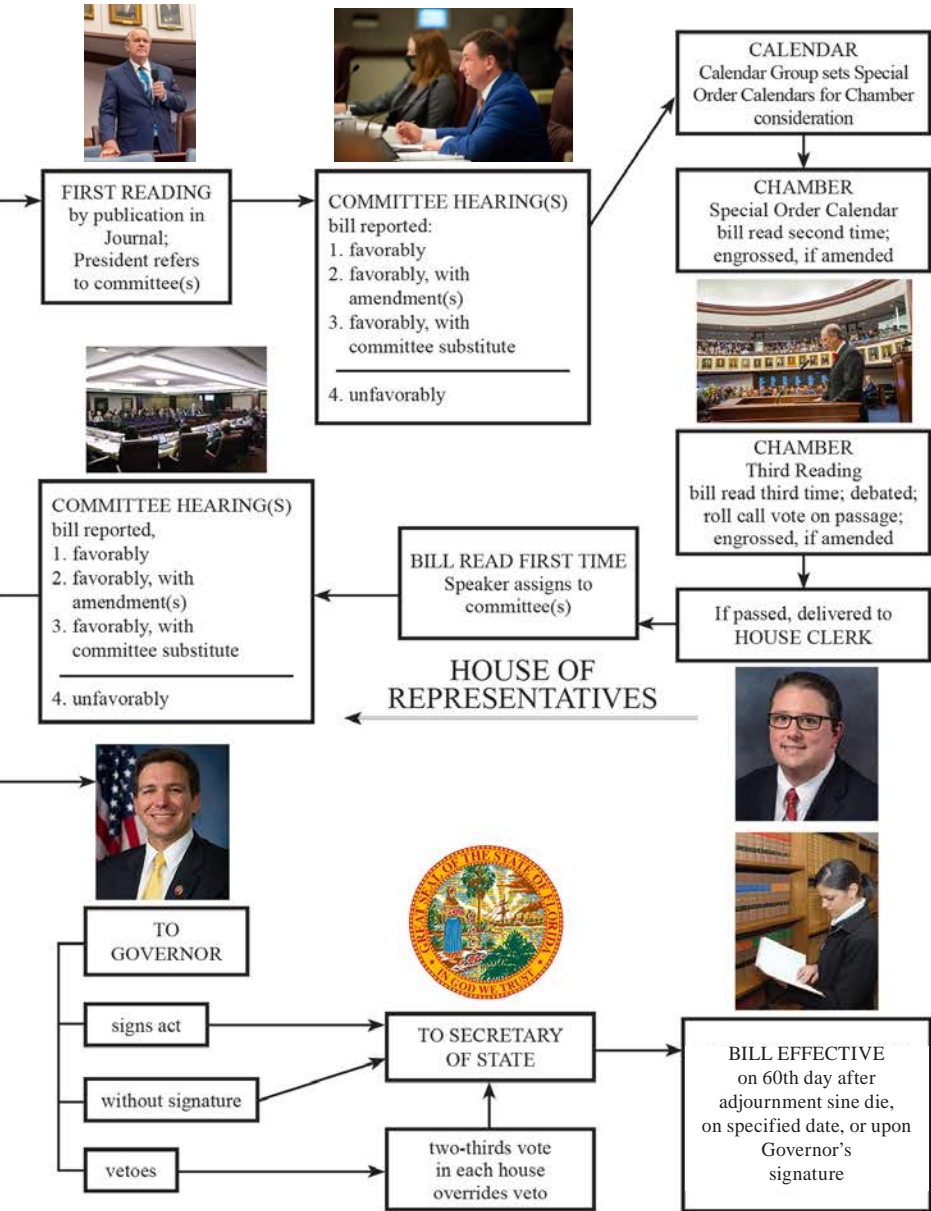 FIRST READING
by publication in
Journal;
President refers
to committee(s)
COMMITTEE HEARING(S)
bill reported:
1. favorably
2. favorably, with
amendment(s)
3. favorably, with
committee substitute
4. unfavorably
CALENDAR
Calendar Group sets Special
Order Calendars for Chamber
consideration
CHAMBER
Special Order Calendar
bill read second time;
engrossed, if amended
CHAMBER
Third Reading
bill read third time; debated;
roll call vote on passage;
engrossed, if amended
If passed, delivered to
HOUSE CLERK
BILL READ FIRST TIME
Speaker assigns to
committee(s)
COMMITTEE HEARING(S)
bill reported,
1. favorably
2. favorably, with
amendment(s)
3. favorably, with
committee substitute
4. unfavorably
HOUSE OF
REPRESENTATIVES
TO
GOVERNOR
signs act
without signature
vetoes
GREAT SEAL OF THE STATE OF FLORIDA
IN GOD WE TRUST
TO SECRETARY
OF STATE
two-thirds vote
in each house
overrides veto
BILL EFFECTIVE
on 60th day after
adjournment sine die,
on specified date, or upon
Governor's
signature